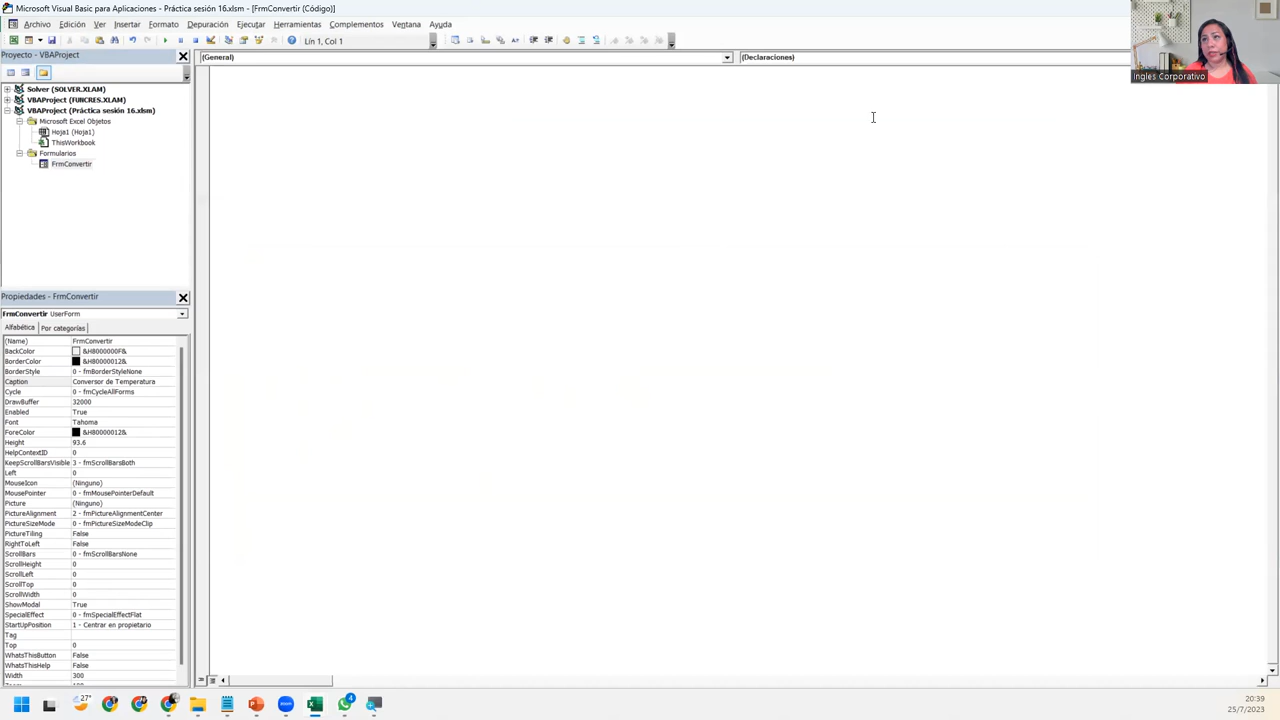 Microsoft Visual Basic para Aplicaciones - Práctica sesión 16.xlsm - [FrmConvertir (Código)]
Archivo Edición Ver Insertar Formato Depuración Ejecutar Herramientas Complementos Ventana Ayuda
Lín 1, Col 1
Proyecto - VBAProject
(General)
(Declaraciones)
Ingles Corporativo
Solver (SOLVER.XLAM)
VBAProject (FUNCRES.XLAM)
VBAProject (Práctica sesión 16.xlsm)
Microsoft Excel Objetos
Hoja1 (Hoja1)
ThisWorkbook
Formularios
FrmConvertir
Propiedades - FrmConvertir
FrmConvertir UserForm
Alfabética Por categorías
(Name) FrmConvertir
BackColor &H8000000F&
BorderColor &H80000012&
BorderStyle 0 - fmBorderStyleNone
Caption Conversor de Temperatura
Cycle 0 - fmCycleAllForms
DrawBuffer 32000
Enabled True
Font Tahoma
ForeColor &H80000012&
Height 93.6
HelpContextID 0
KeepScrollBarsVisible 3 - fmScrollBarsBoth
Left 0
MouseIcon (Ninguno)
MousePointer 0 - fmMousePointerDefault
Picture (Ninguno)
PictureAlignment 2 - fmPictureAlignmentCenter
PictureSizeMode 0 - fmPictureSizeModeClip
PictureTiling False
RightToLeft False
ScrollBars 0 - fmScrollBarsNone
ScrollHeight 0
ScrollLeft 0
ScrollTop 0
ScrollWidth 0
ShowModal True
SpecialEffect 0 - fmSpecialEffectFlat
StartUpPosition 1 - Centrar en propietario
Tag
Top 0
WhatsThisButton False
WhatsThisHelp False
Width 300
27°
zoom
4
20:39
25/7/2023